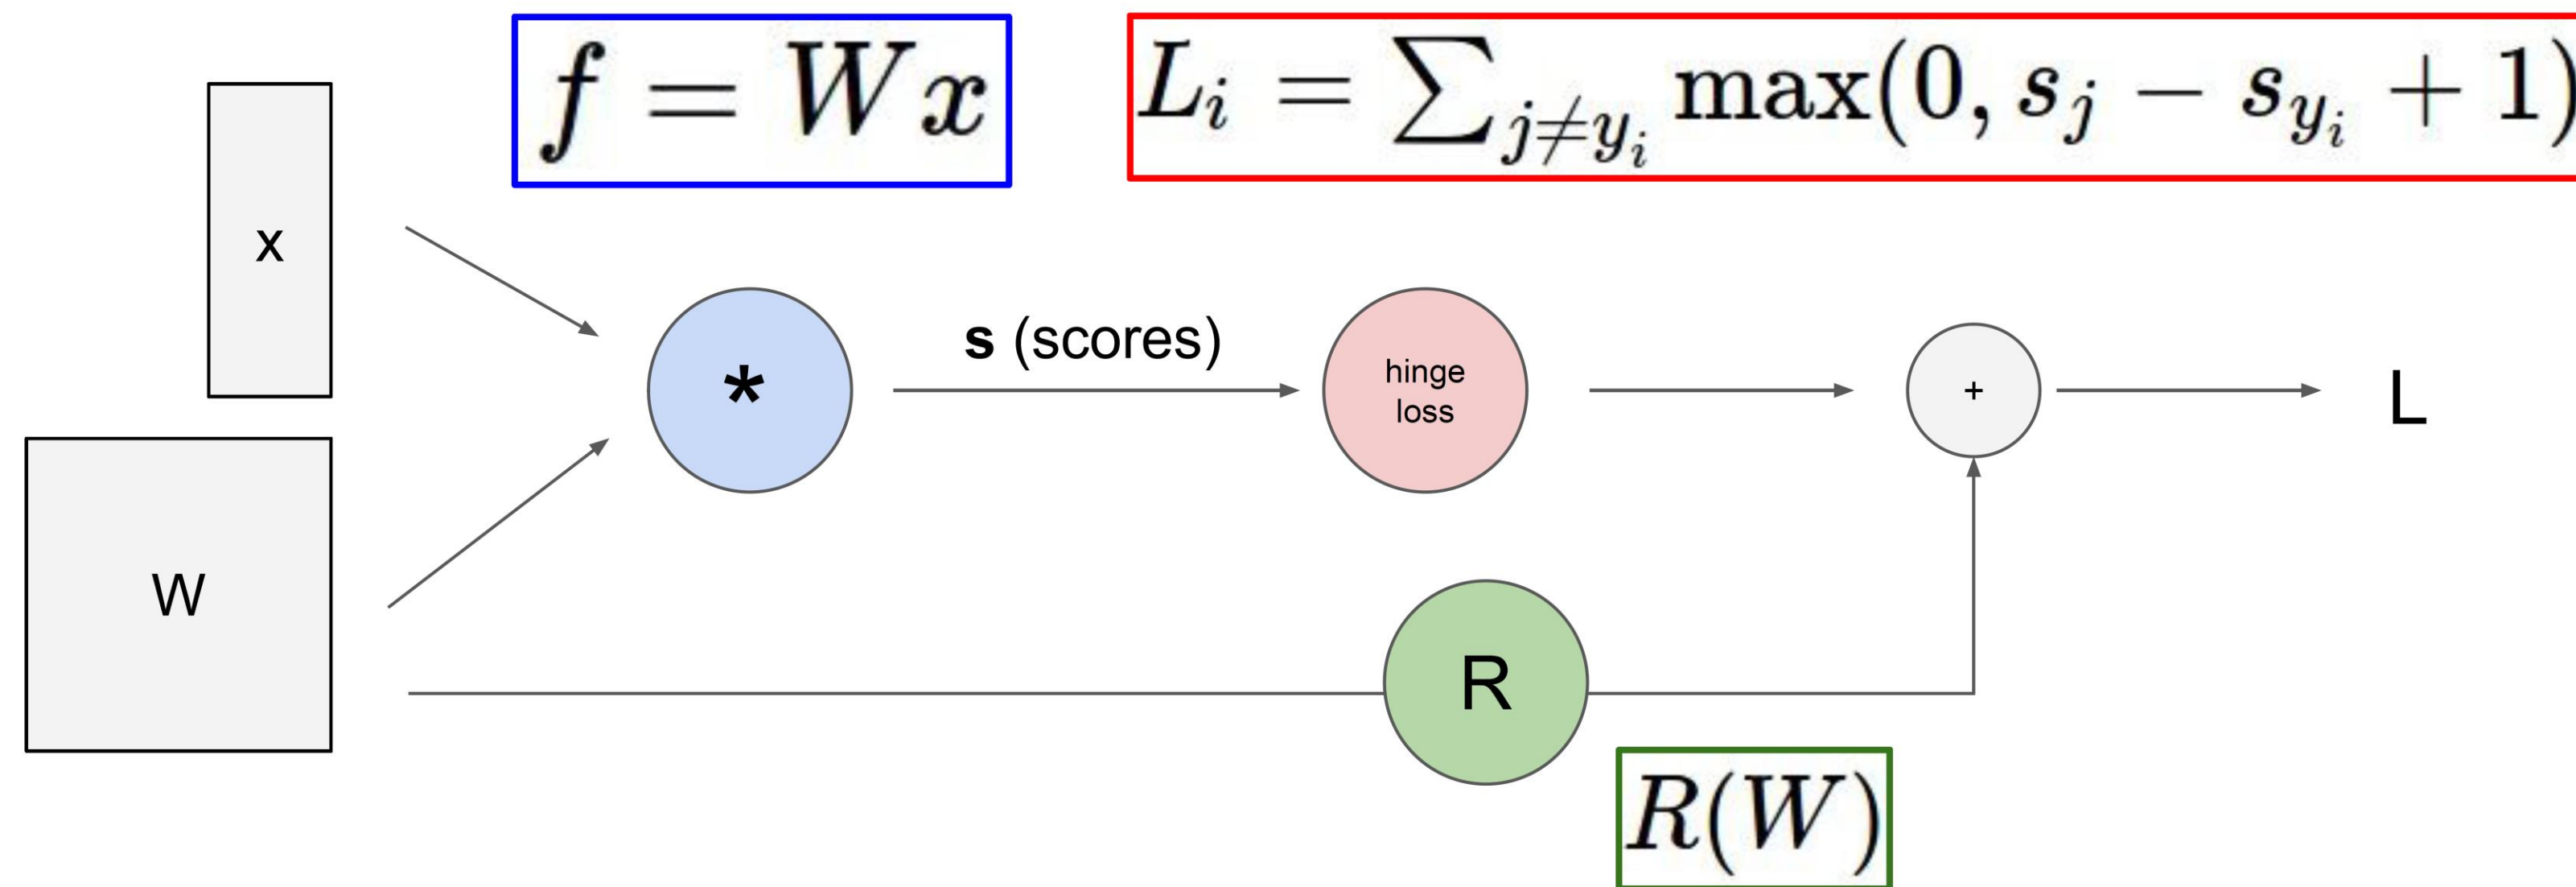 f = Wx
L_i = ∑_{j≠y_i} max(0, s_j − s_{y_i} + 1)
x
s (scores)
*
hinge
loss
+
L
W
R
R(W)